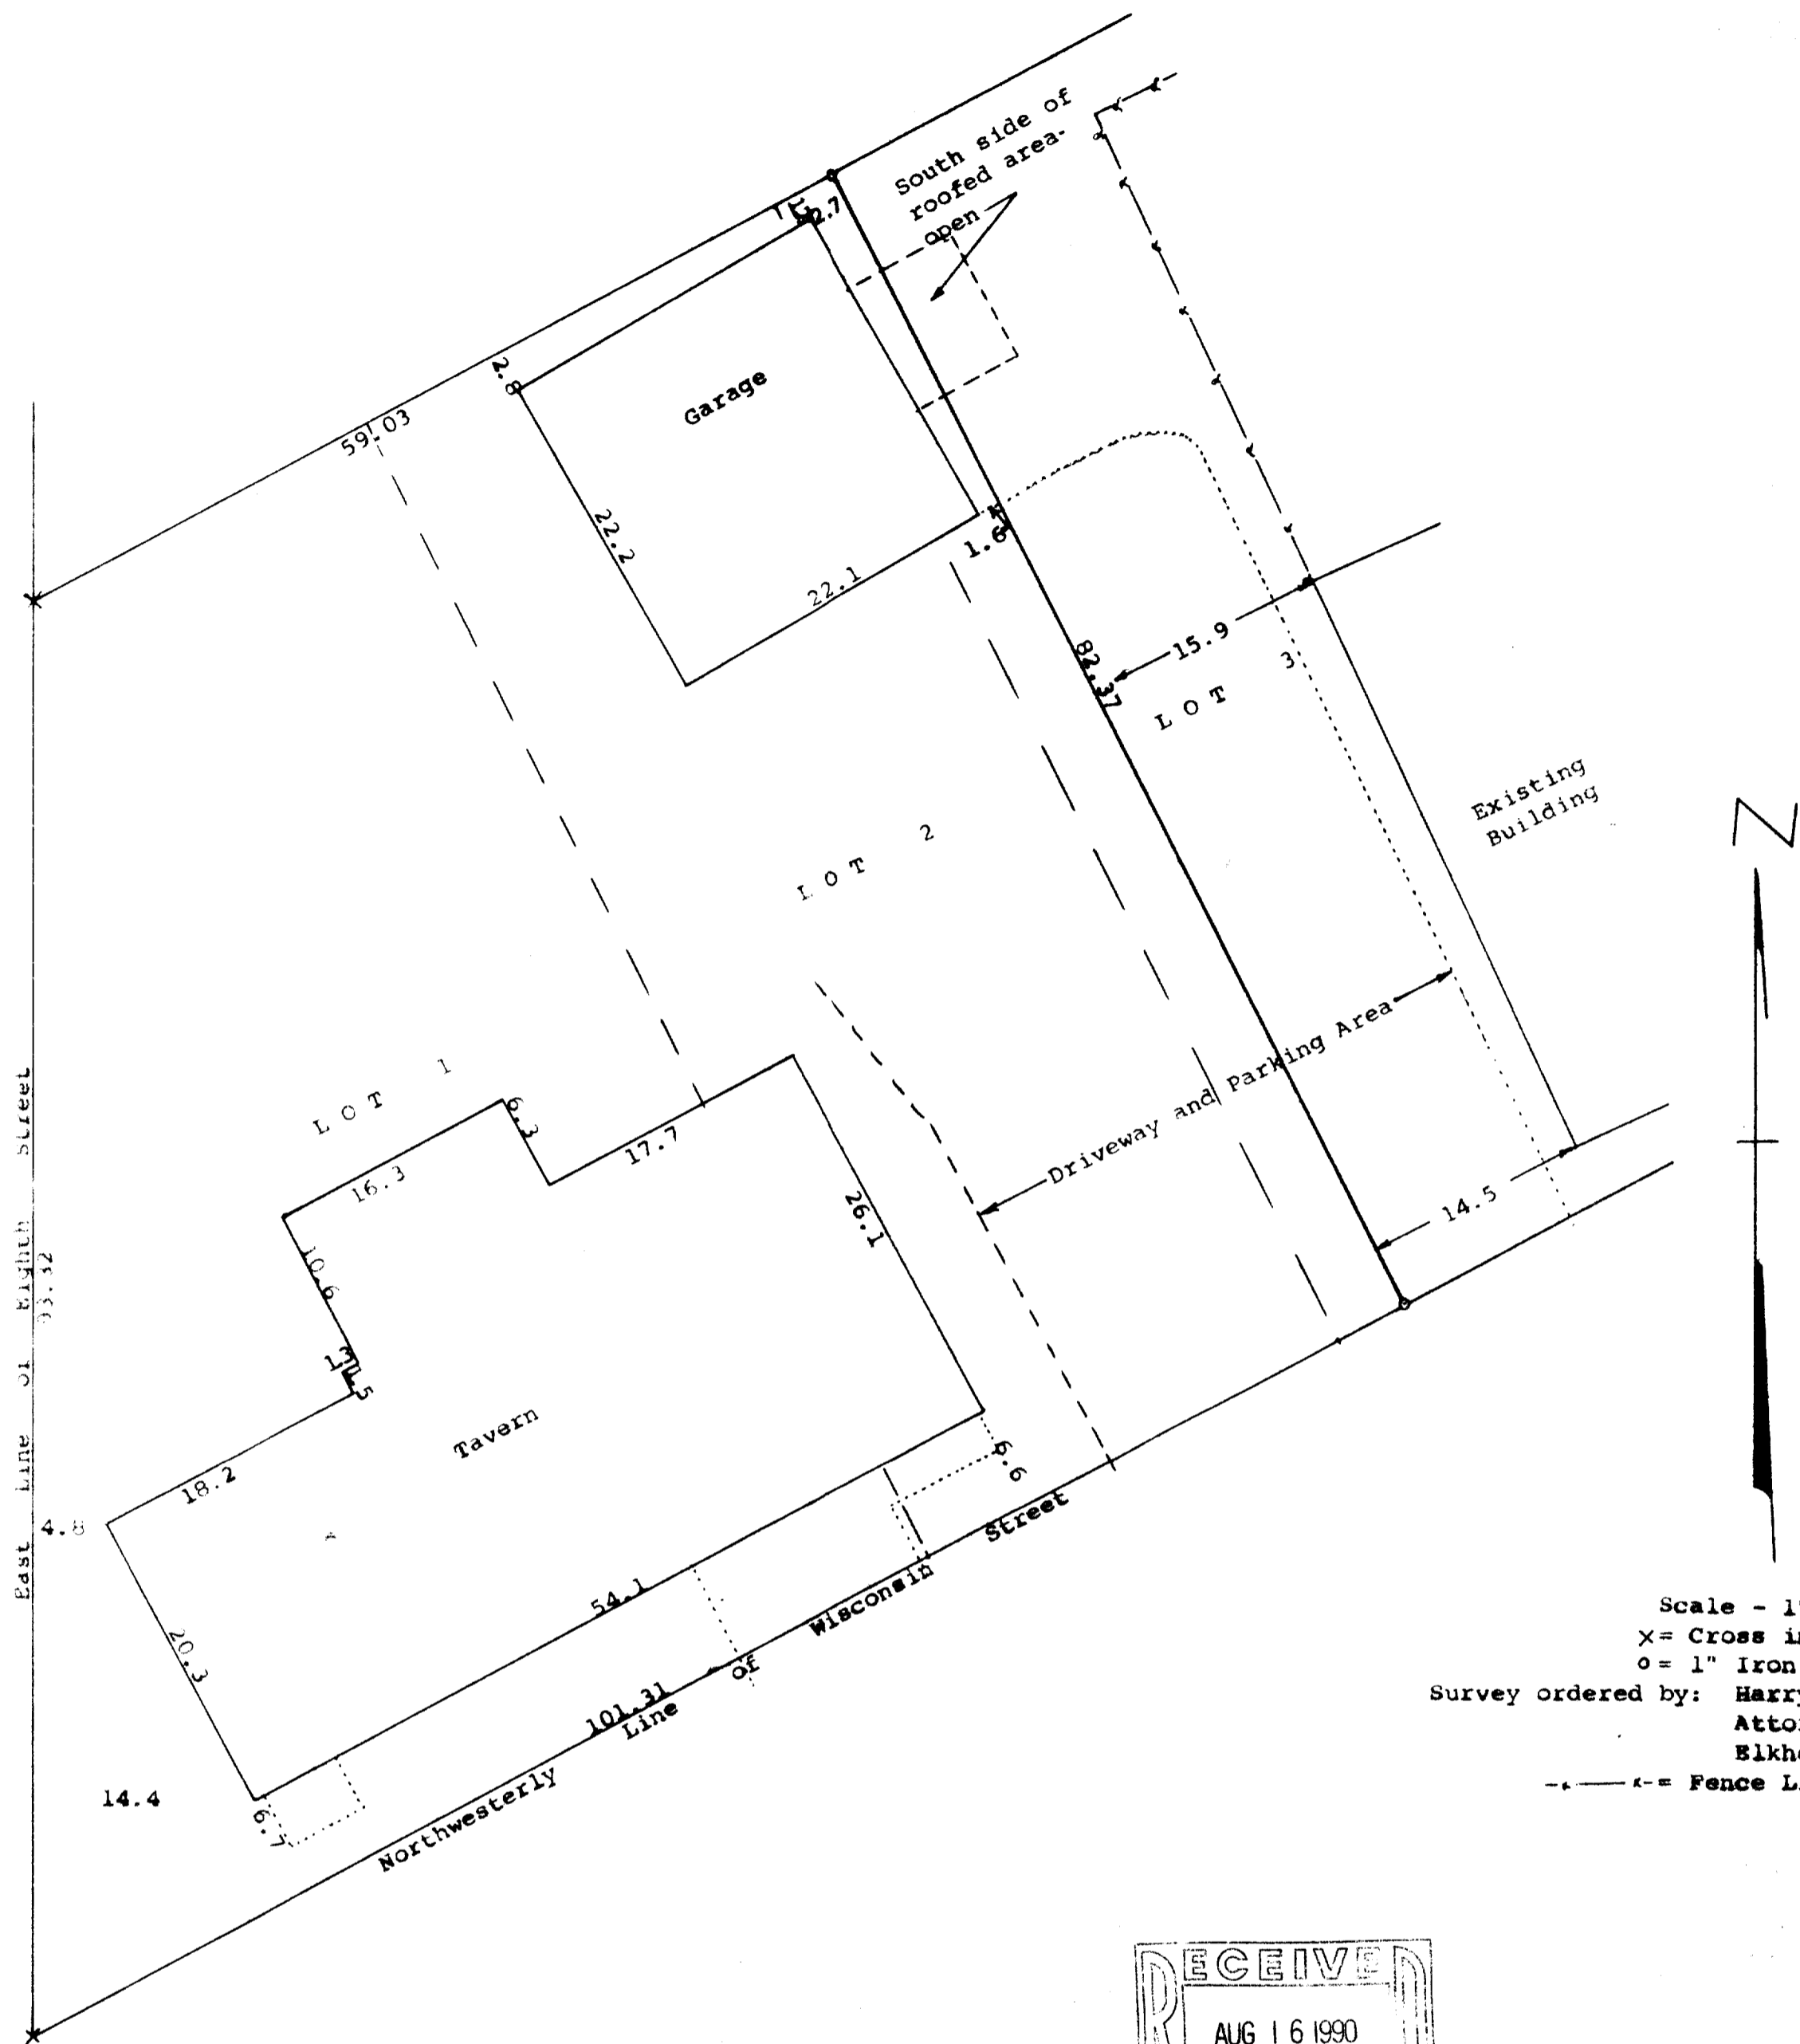 South side of
roofed area-
open
2.7
2.8
59.03
Garage
22.2
22.1
1.6
82.37
15.9
LOT 3
Existing
Building
N
LOT 2
LOT 1
6.3
17.7
16.3
10.6
26.1
Driveway and Parking Area
14.5
1.5
Tavern
18.2
4.8
20.3
54.1
6.6
6.7
14.4
101.31
Northwesterly Line of Wisconsin Street
East Line of Eighth Street
93.32
Scale - 1"
X= Cross i
o = 1" Iron
Survey ordered by: Harry
Atto
Elkho
= Fence L
RECEIVED
AUG 16 1990